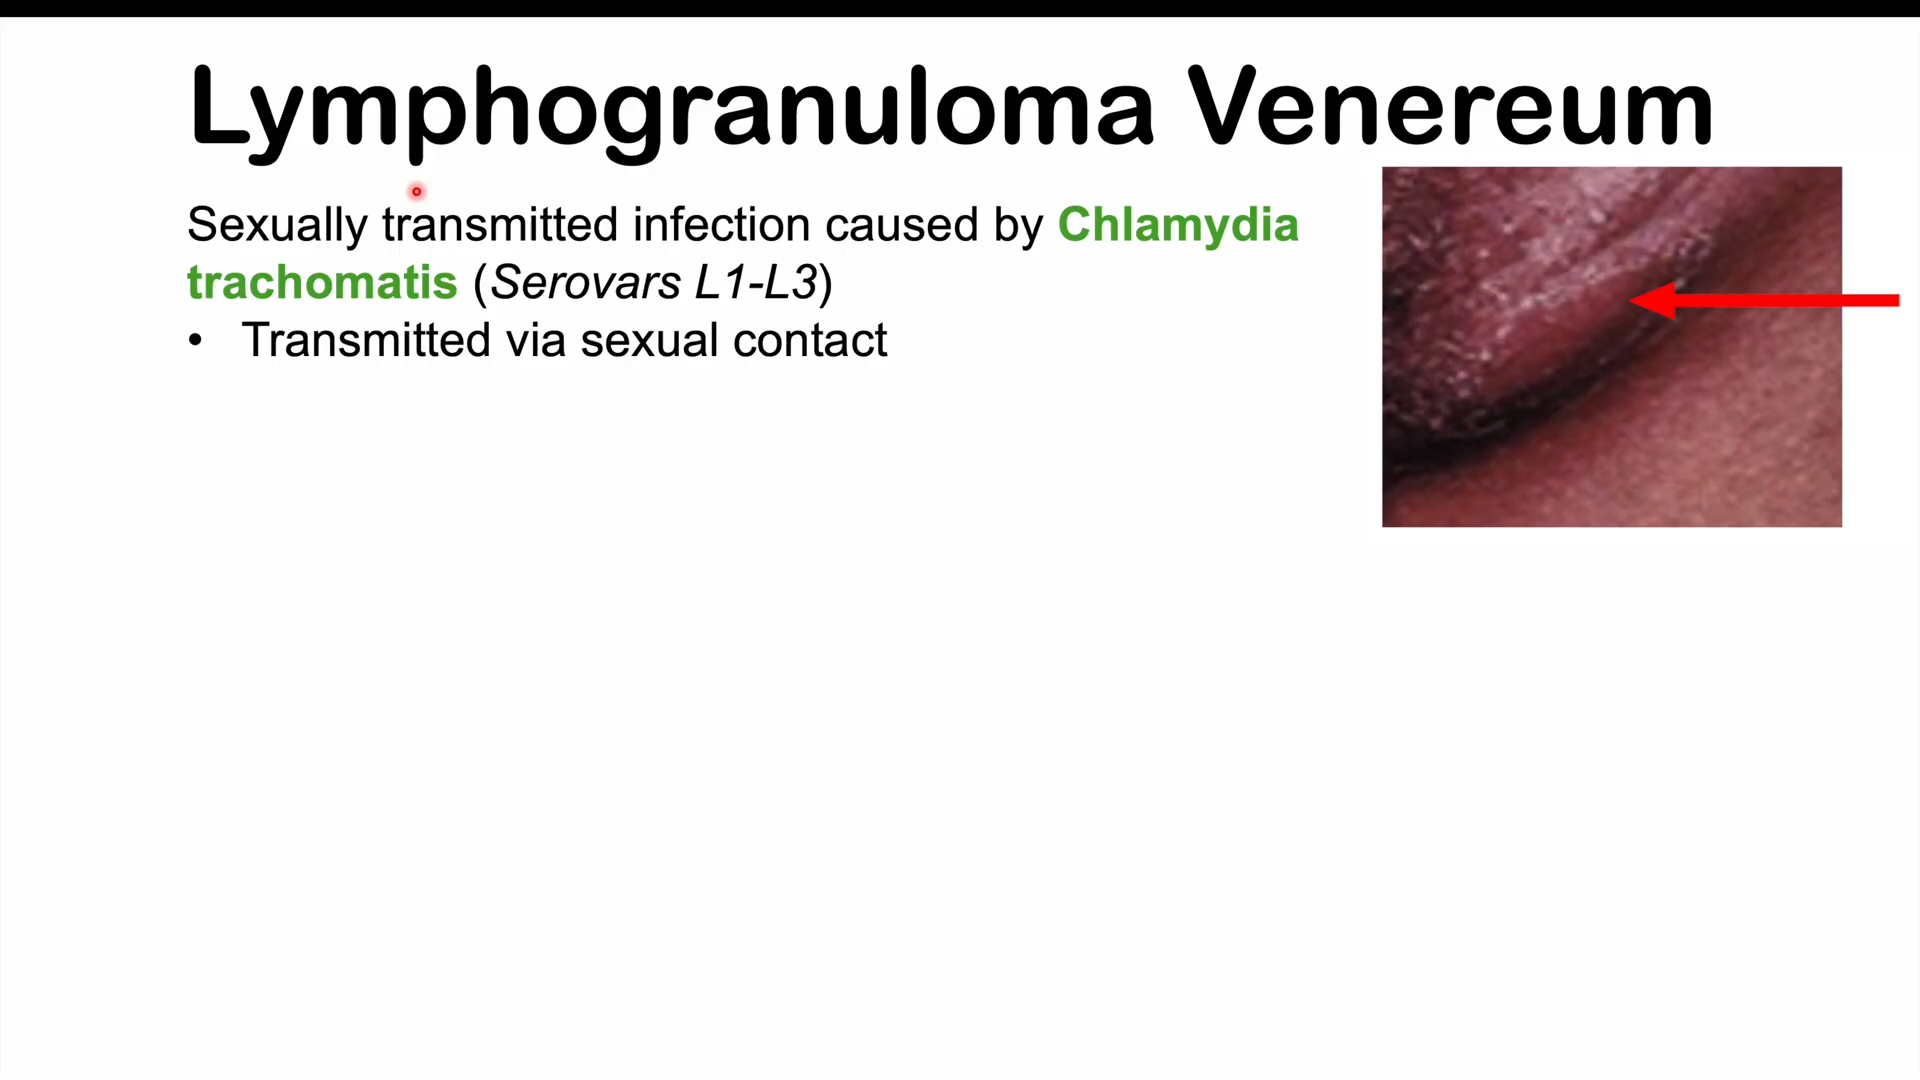 Lymphogranuloma Venereum
Sexually transmitted infection caused by Chlamydia
trachomatis (Serovars L1-L3)
• Transmitted via sexual contact